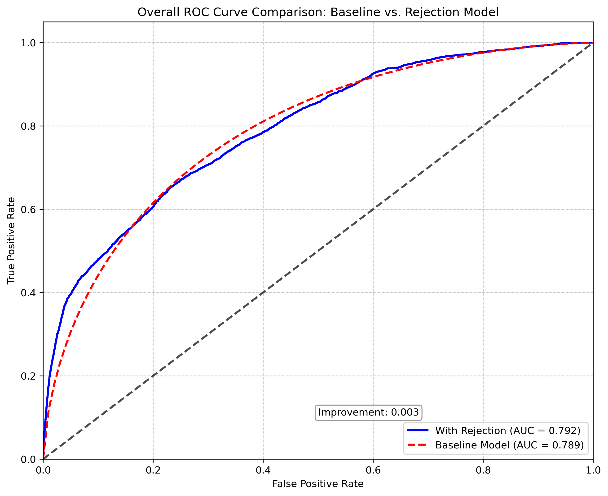 Overall ROC Curve Comparison: Baseline vs. Rejection Model
True Positive Rate
1.0
0.8
0.6
0.4
0.2
0.0
Improvement: 0.003
With Rejection (AUC = 0.792)
Baseline Model (AUC = 0.789)
0.0 0.2 0.4 0.6 0.8 1.0
False Positive Rate